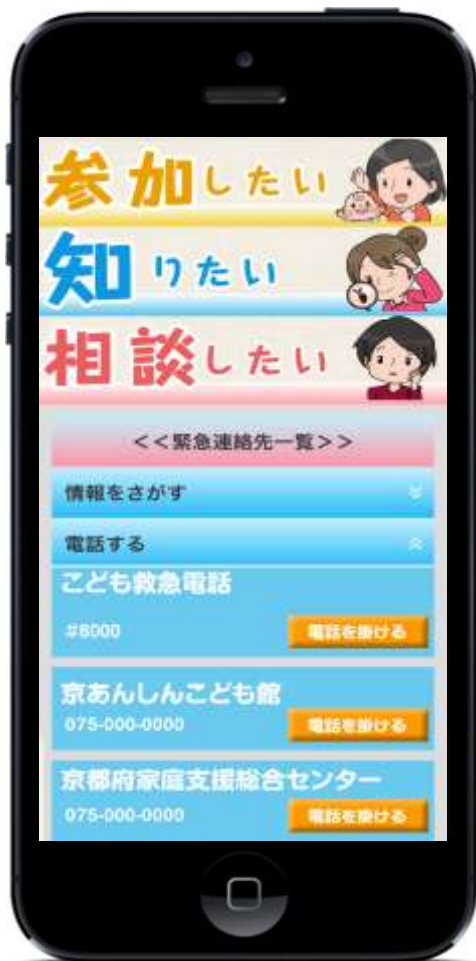 参加したい
知りたい
相談したい
<<緊急連絡先一覧>>
情報をさがす
電話する
こども救急電話
#8000
電話を掛ける
京あんしんこども館
075-000-0000
電話を掛ける
京都府家庭支援総合センター
075-000-0000
電話を掛ける